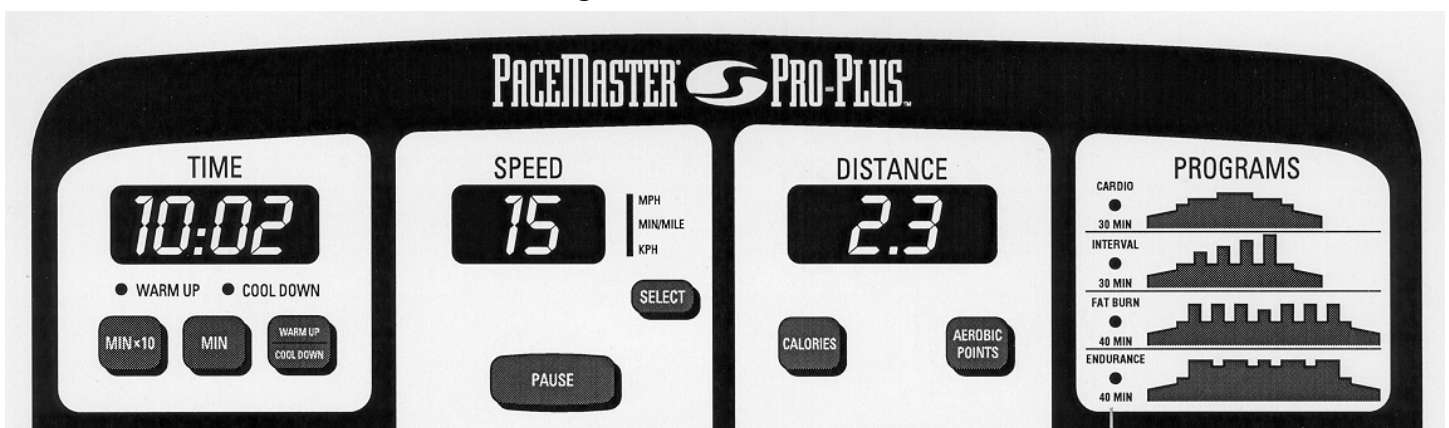 PACEMASTER PRO-PLUS™
TIME
10:02
WARM UP COOL DOWN
MIN×10
MIN
WARM UP
COOL DOWN
SPEED
15
MPH
MIN/MILE
KPH
SELECT
PAUSE
DISTANCE
2.3
CALORIES
AEROBIC
POINTS
PROGRAMS
CARDIO
30 MIN
INTERVAL
30 MIN
FAT BURN
40 MIN
ENDURANCE
40 MIN